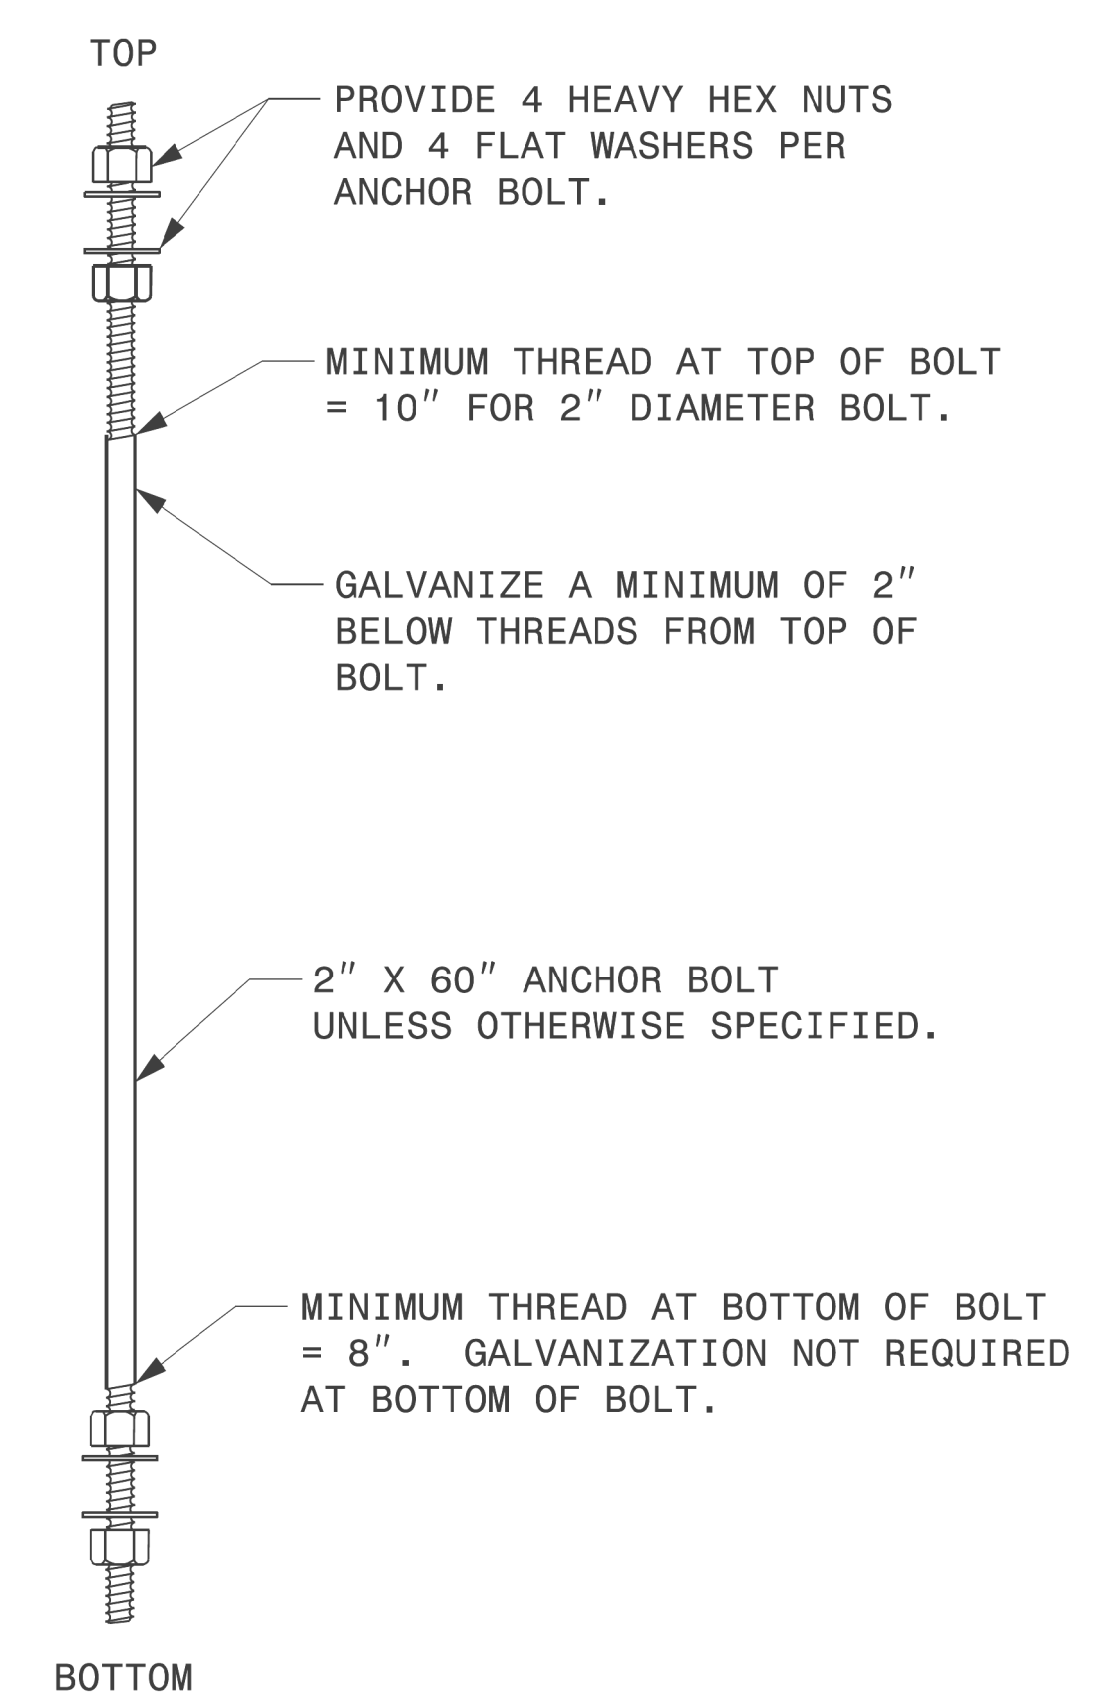 TOP
PROVIDE 4 HEAVY HEX NUTS
AND 4 FLAT WASHERS PER
ANCHOR BOLT.
MINIMUM THREAD AT TOP OF BOLT
= 10" FOR 2" DIAMETER BOLT.
GALVANIZE A MINIMUM OF 2"
BELOW THREADS FROM TOP OF
BOLT.
2" X 60" ANCHOR BOLT
UNLESS OTHERWISE SPECIFIED.
MINIMUM THREAD AT BOTTOM OF BOLT
= 8". GALVANIZATION NOT REQUIRED
AT BOTTOM OF BOLT.
BOTTOM